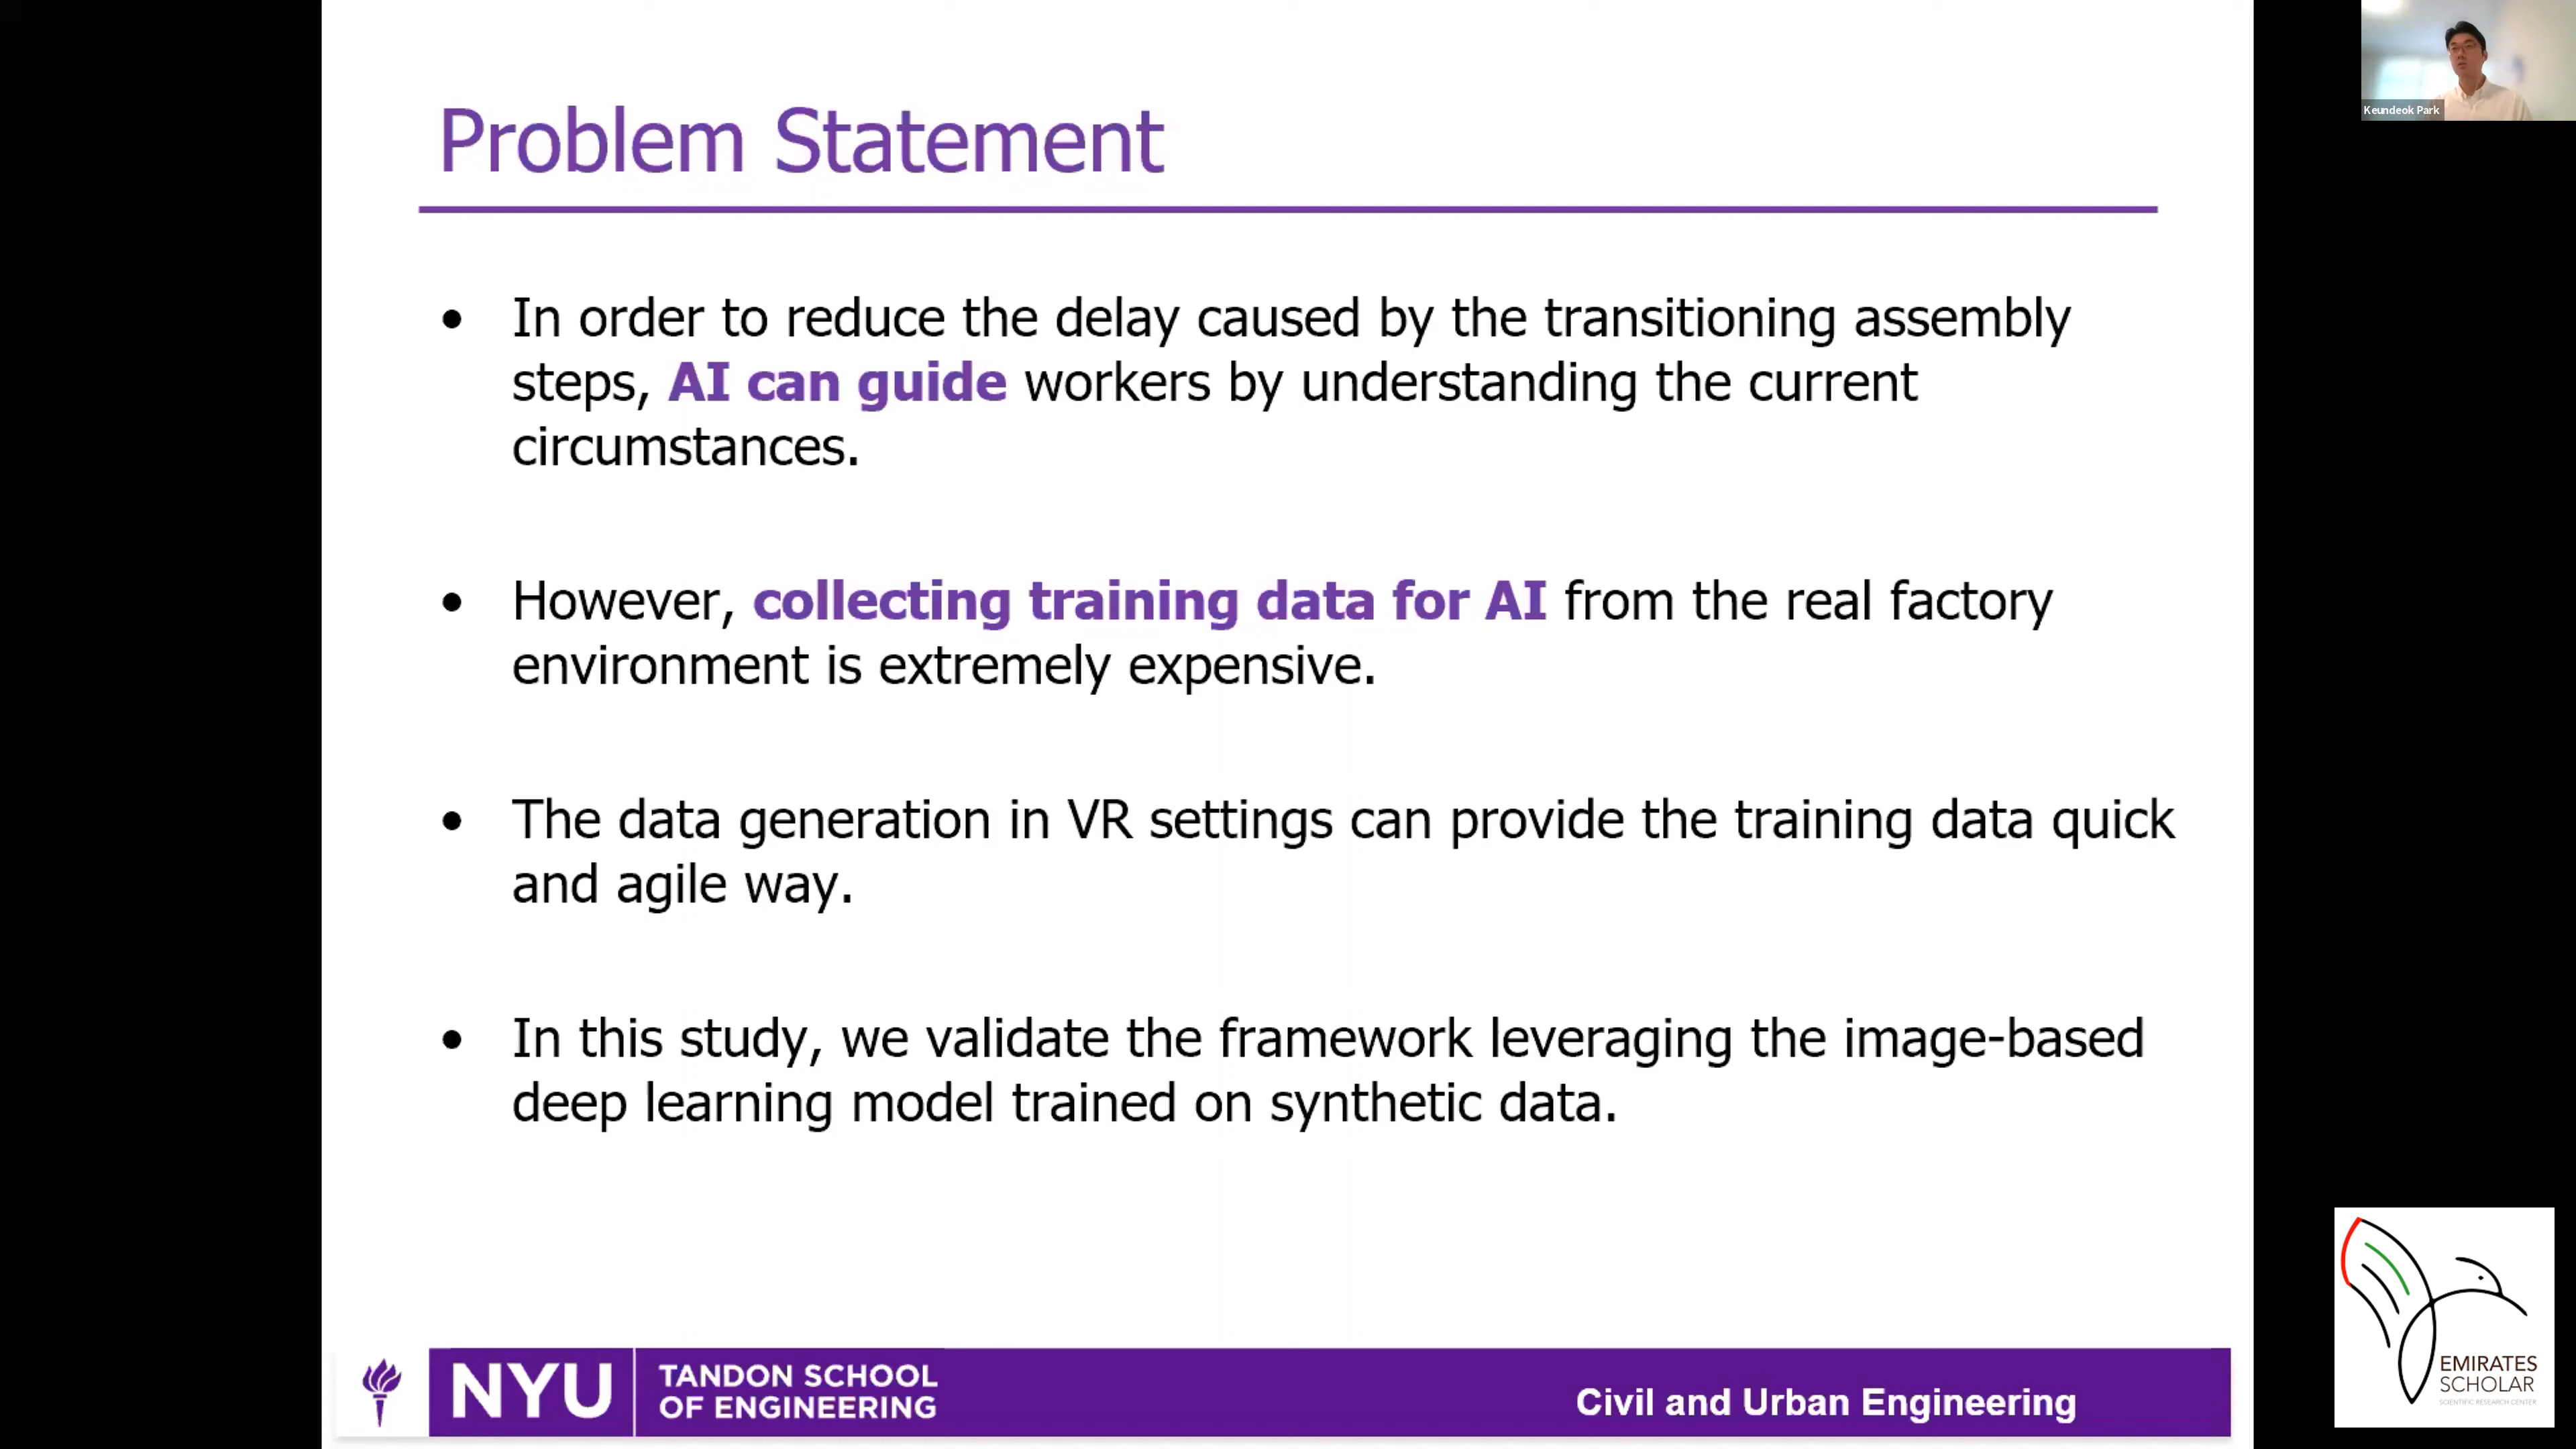 Problem Statement
• In order to reduce the delay caused by the transitioning assembly
steps, AI can guide workers by understanding the current
circumstances.
• However, collecting training data for AI from the real factory
environment is extremely expensive.
• The data generation in VR settings can provide the training data quick
and agile way.
• In this study, we validate the framework leveraging the image-based
deep learning model trained on synthetic data.
NYU
TANDON SCHOOL
OF ENGINEERING
Civil and Urban Engineering
Keundeok Park
EMIRATES
SCHOLAR
SCIENTIFIC RESEARCH CENTER